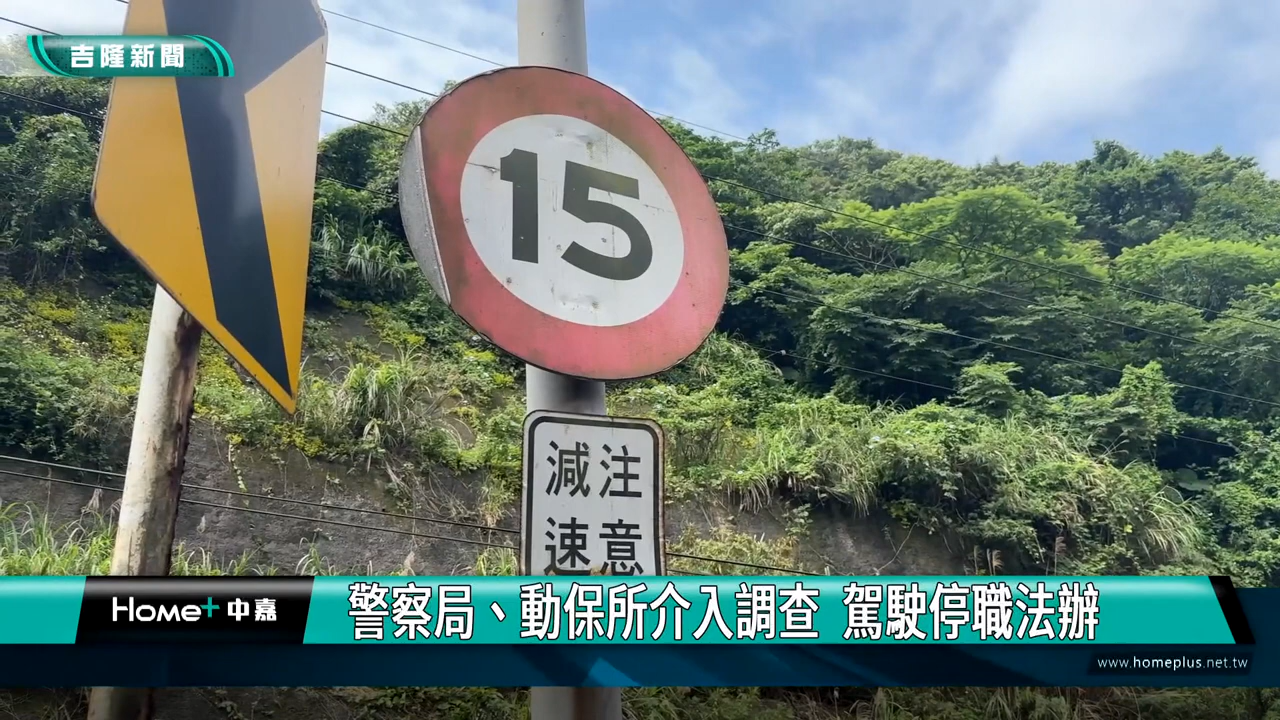 吉隆新聞
15
注意
減速
Home+ 中嘉
警察局、動保所介入調查 駕駛停職法辦
www.homeplus.net.tw